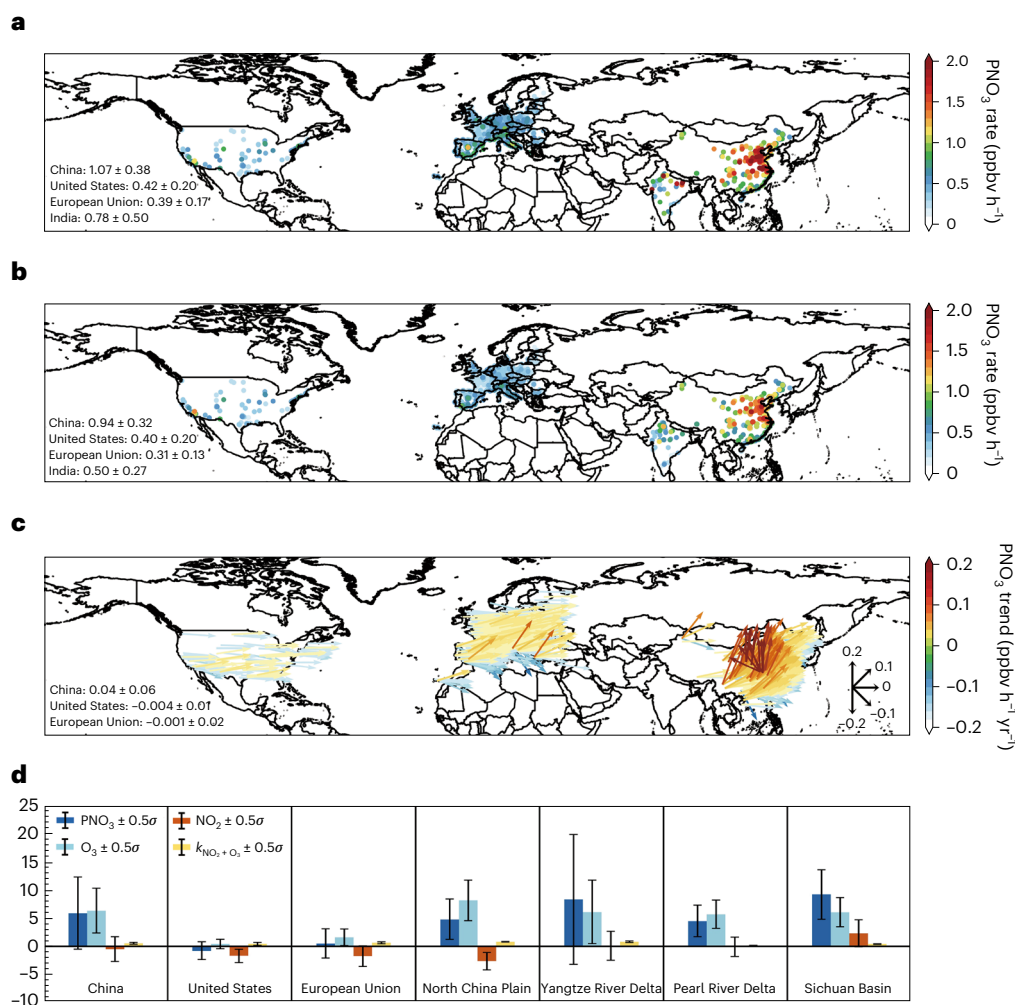 a
2.0
1.5
1.0
0.5
0
PNO₃ rate (ppbv h⁻¹)
China: 1.07 ± 0.38
United States: 0.42 ± 0.20
European Union: 0.39 ± 0.17
India: 0.78 ± 0.50
b
2.0
1.5
1.0
0.5
0
PNO₃ rate (ppbv h⁻¹)
China: 0.94 ± 0.32
United States: 0.40 ± 0.20
European Union: 0.31 ± 0.13
India: 0.50 ± 0.27
c
0.2
0.1
0
−0.1
−0.2
PNO₃ trend (ppbv h⁻¹ yr⁻¹)
China: 0.04 ± 0.06
United States: −0.004 ± 0.01
European Union: −0.001 ± 0.02
0.2
0.1
0
−0.1
−0.2
d
25
20
15
10
5
0
−5
−10
PNO₃ ± 0.5σ
NO₂ ± 0.5σ
O₃ ± 0.5σ
k NO₂ + O₃ ± 0.5σ
China
United States
European Union
North China Plain
Yangtze River Delta
Pearl River Delta
Sichuan Basin